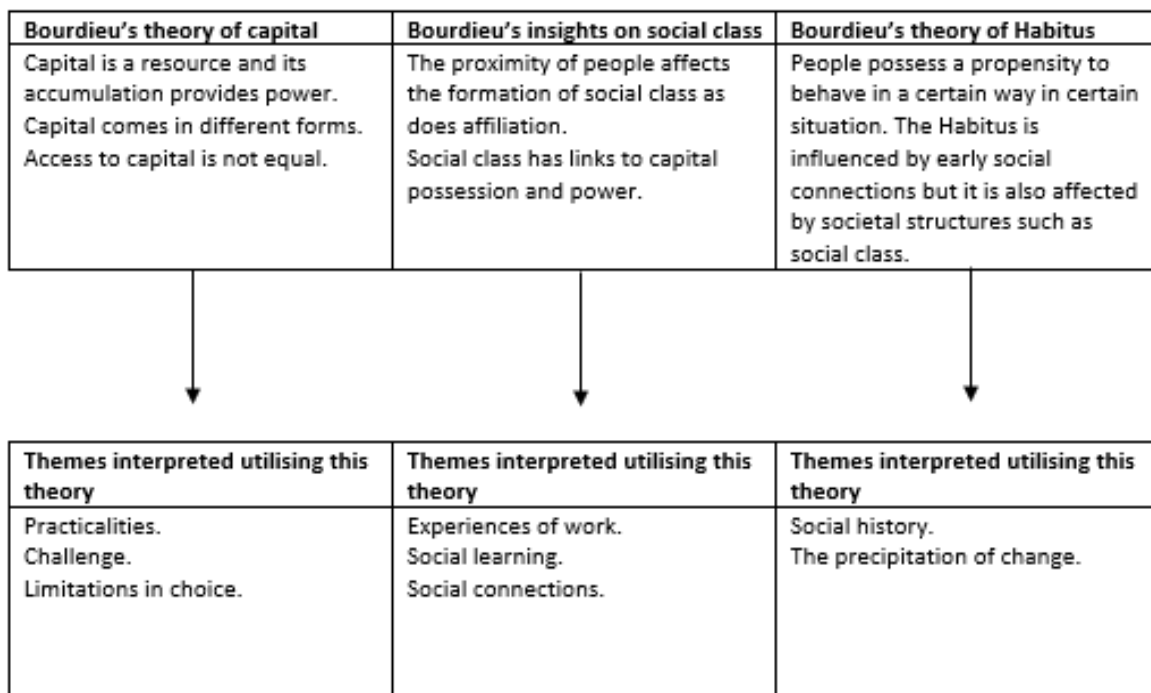 Bourdieu's theory of capital
Capital is a resource and its
accumulation provides power.
Capital comes in different forms.
Access to capital is not equal.
Bourdieu's insights on social class
The proximity of people affects
the formation of social class as
does affiliation.
Social class has links to capital
possession and power.
Bourdieu's theory of Habitus
People possess a propensity to
behave in a certain way in certain
situation. The Habitus is
influenced by early social
connections but it is also affected
by societal structures such as
social class.
Themes interpreted utilising this
theory
Practicalities.
Challenge.
Limitations in choice.
Themes interpreted utilising this
theory
Experiences of work.
Social learning.
Social connections.
Themes interpreted utilising this
theory
Social history.
The precipitation of change.